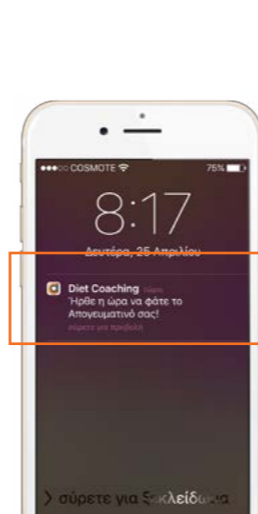 COSMOTE 75%
8:17
Δευτέρα, 25 Απριλίου
Diet Coaching τώρα
Ήρθε η ώρα να φάτε το
Απογευματινό σας!
σύρετε για προβολή
> σύρετε για ξεκλείδωμα